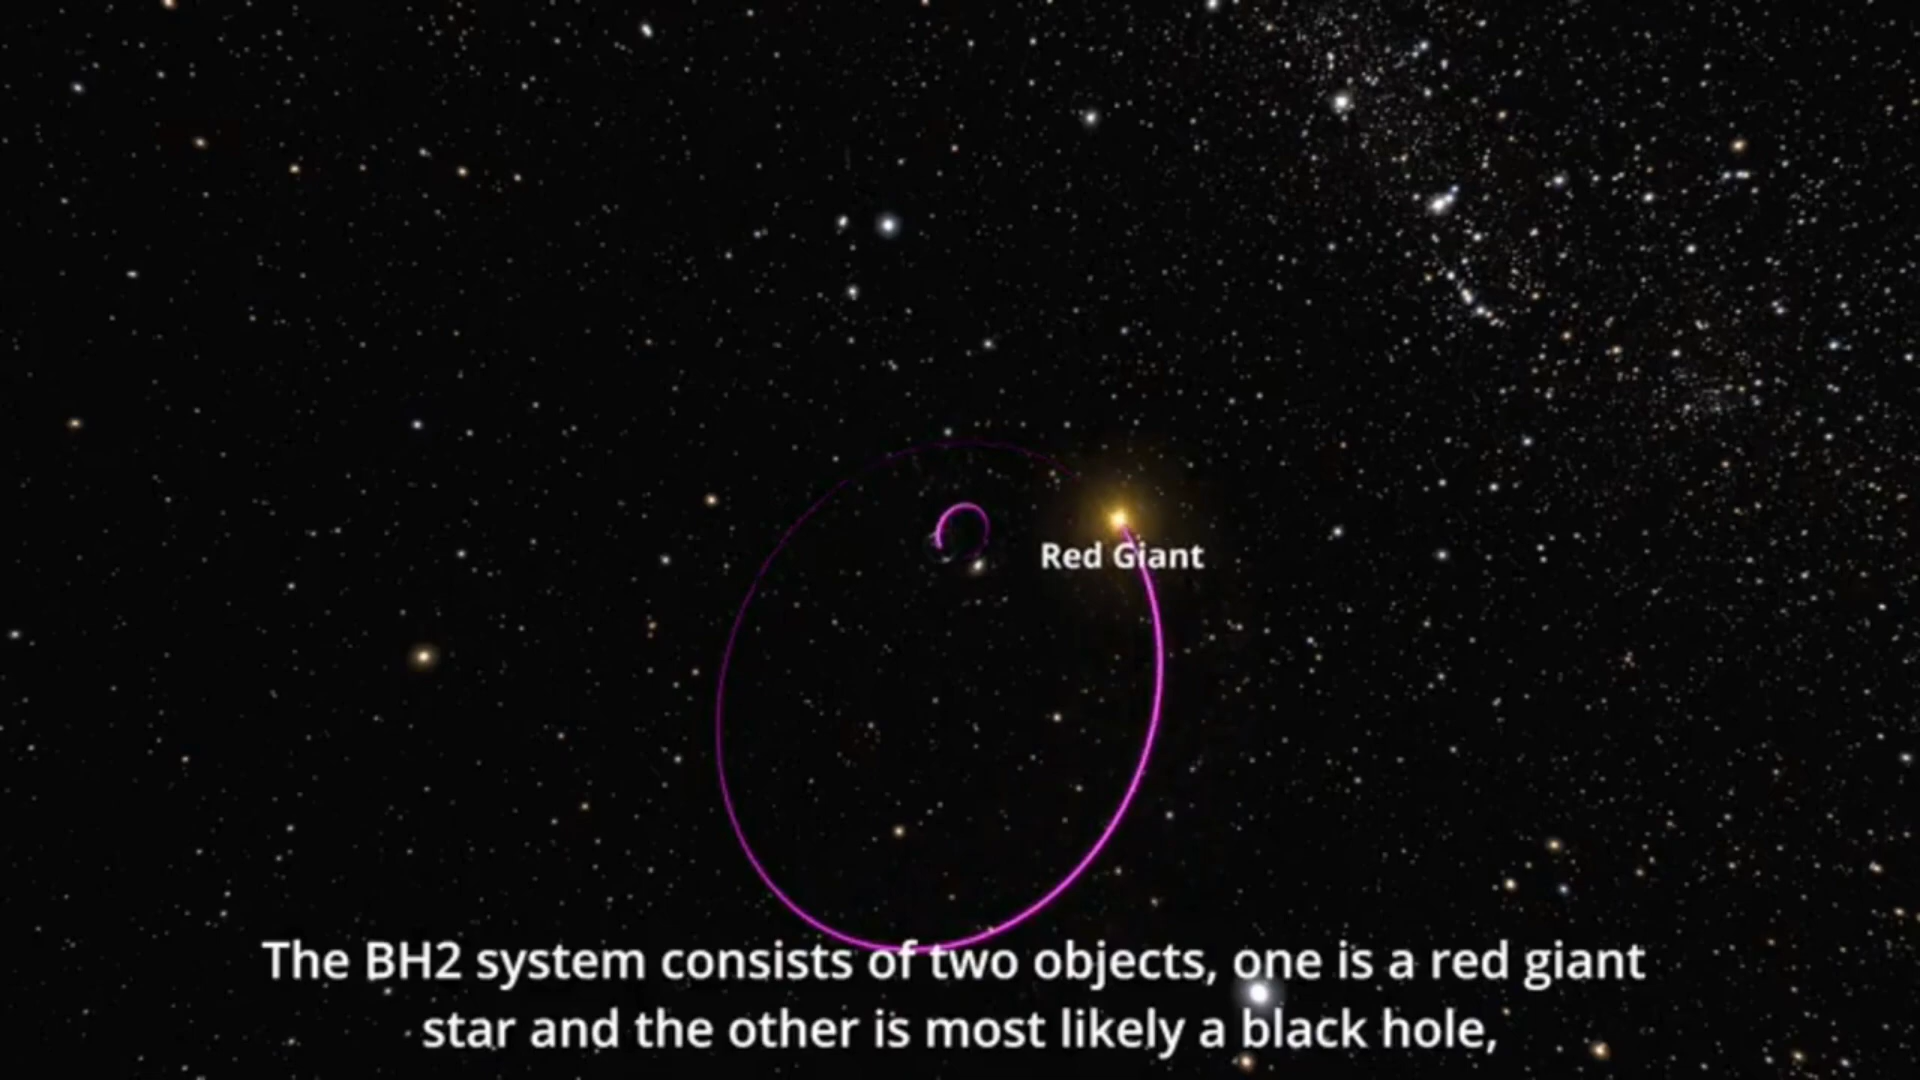 Red Giant
The BH2 system consists of two objects, one is a red giant
star and the other is most likely a black hole,